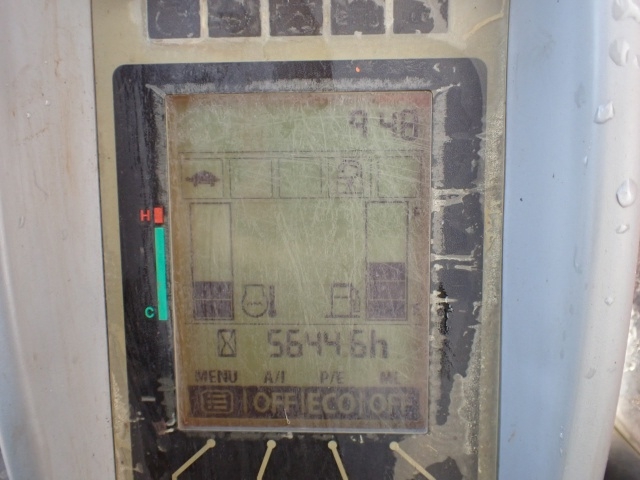 9 48
H
C
5644.6h
MENU A/I P/E
OFF ECO OFF